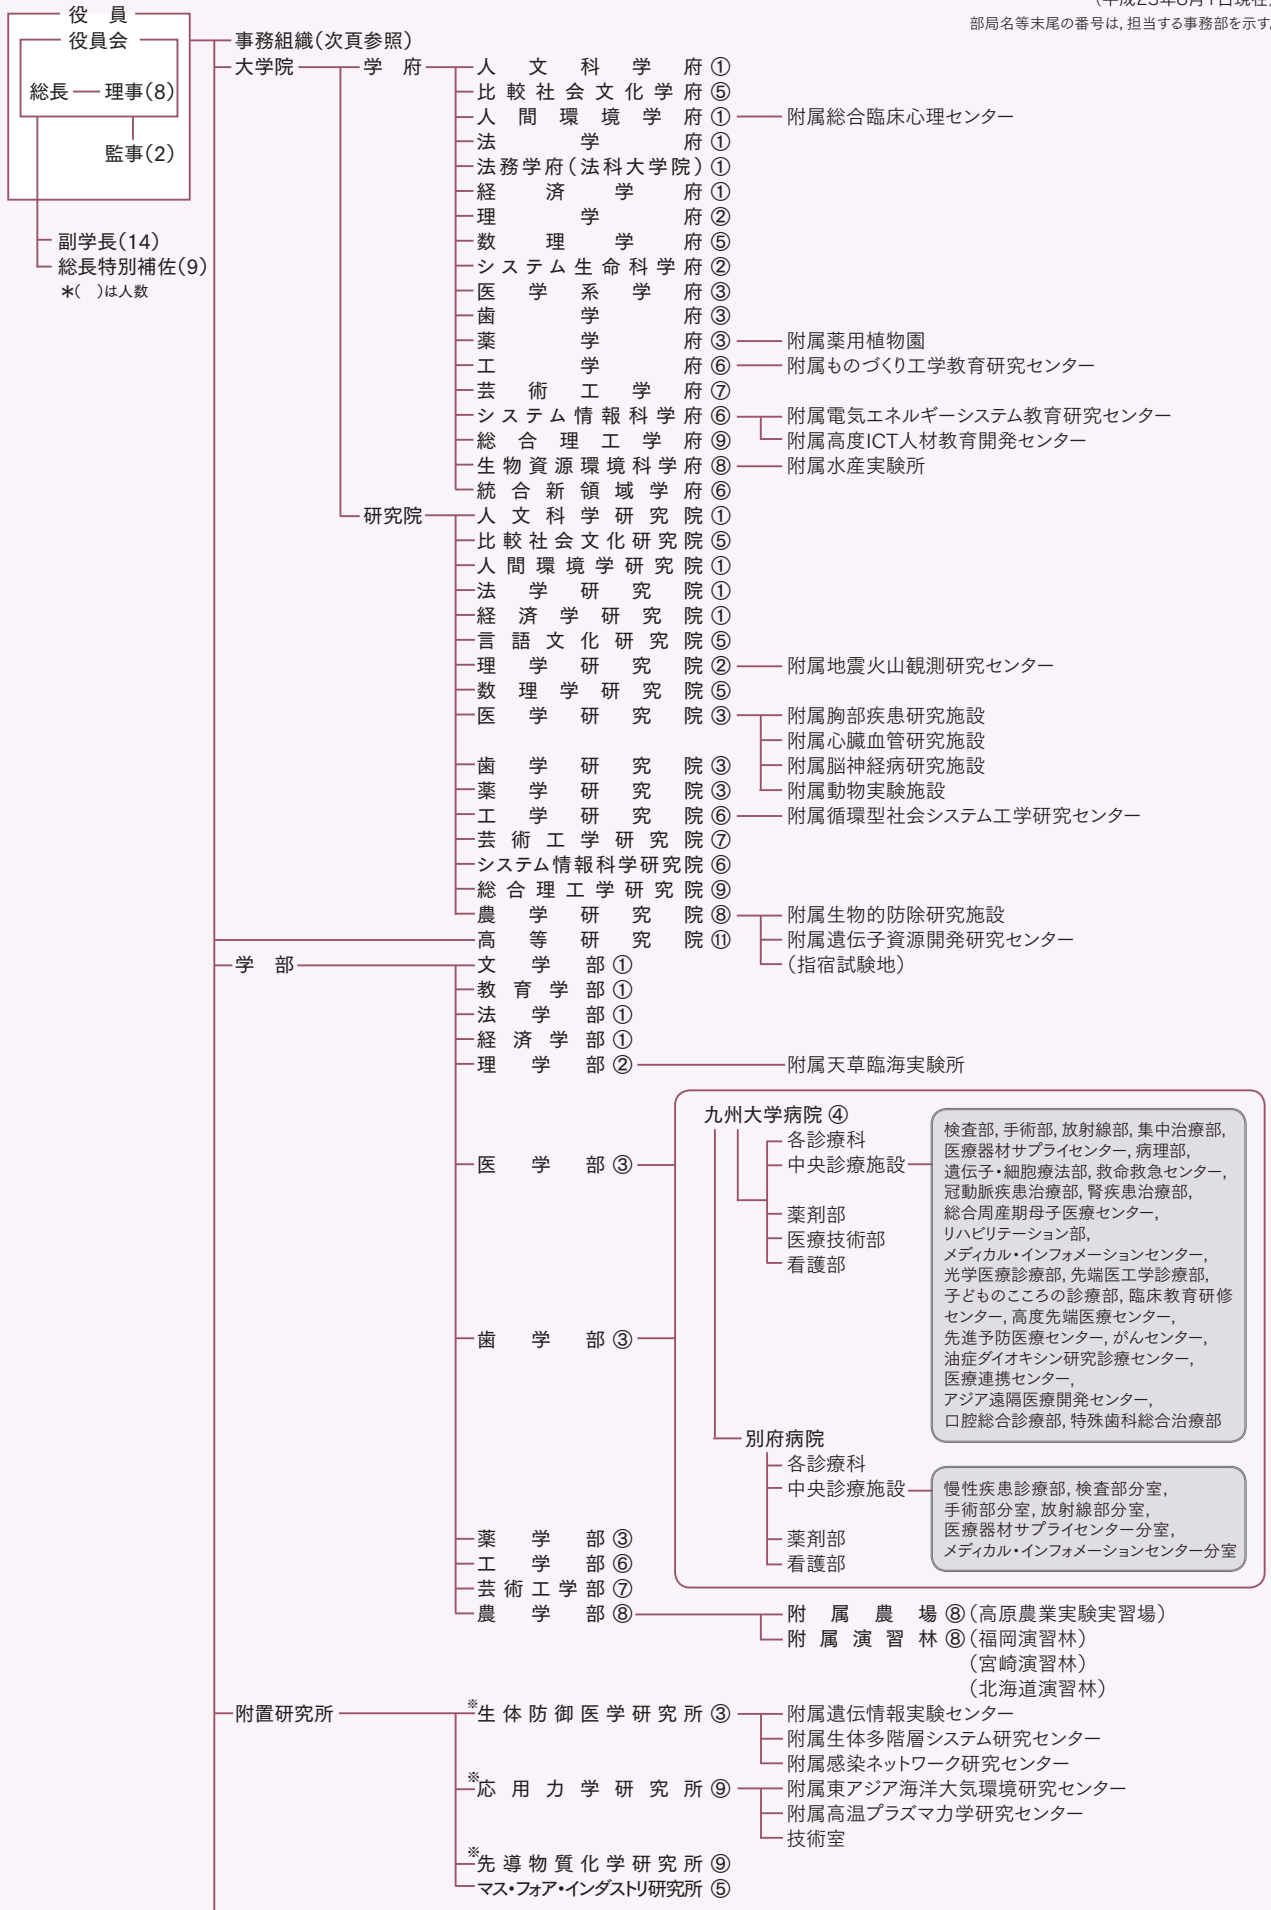 (平成23年8月1日現在)
部局名等末尾の番号は,担当する事務部を示す。
役 員
役員会
総長 理事(8)
監事(2)
副学長(14)
総長特別補佐(9)
*( )は人数
事務組織(次頁参照)
大学院
学府
人文科学府①
比較社会文化学府⑤
人間環境学府① 附属総合臨床心理センター
法学府①
法務学府(法科大学院)①
経済学府①
理学府②
数理学府⑤
システム生命科学府②
医学系学府③
歯学府③
薬学府③ 附属薬用植物園
工学府⑥ 附属ものづくり工学教育研究センター
芸術工学府⑦
システム情報科学府⑥ 附属電気エネルギーシステム教育研究センター
附属高度ICT人材教育開発センター
総合理工学府⑨
生物資源環境科学府⑧ 附属水産実験所
統合新領域学府⑥
研究院
人文科学研究院①
比較社会文化研究院⑤
人間環境学研究院①
法学研究院①
経済学研究院①
言語文化研究院⑤
理学研究院② 附属地震火山観測研究センター
数理学研究院⑤
医学研究院③ 附属胸部疾患研究施設
附属心臓血管研究施設
附属脳神経病研究施設
附属動物実験施設
歯学研究院③
薬学研究院③
工学研究院⑥ 附属循環型社会システム工学研究センター
芸術工学研究院⑦
システム情報科学研究院⑥
総合理工学研究院⑨
農学研究院⑧ 附属生物的防除研究施設
附属遺伝子資源開発研究センター
(指宿試験地)
高等研究院⑪
学部
文学部①
教育学部①
法学部①
経済学部①
理学部② 附属天草臨海実験所
医学部③
歯学部③
九州大学病院④
各診療科
中央診療施設
薬剤部
医療技術部
看護部
検査部,手術部,放射線部,集中治療部,
医療器材サプライセンター,病理部,
遺伝子・細胞療法部,救命救急センター,
冠動脈疾患治療部,腎疾患治療部,
総合周産期母子医療センター,
リハビリテーション部,
メディカル・インフォメーションセンター,
光学医療診療部,先端医工学診療部,
子どものこころの診療部,臨床教育研修
センター,高度先端医療センター,
先進予防医療センター,がんセンター,
油症ダイオキシン研究診療センター,
医療連携センター,
アジア遠隔医療開発センター,
口腔総合診療部,特殊歯科総合治療部
別府病院
各診療科
中央診療施設
薬剤部
看護部
慢性疾患診療部,検査部分室,
手術部分室,放射線部分室,
医療器材サプライセンター分室,
メディカル・インフォメーションセンター分室
薬学部③
工学部⑥
芸術工学部⑦
農学部⑧ 附属農場⑧(高原農業実験実習場)
附属演習林⑧(福岡演習林)
(宮崎演習林)
(北海道演習林)
附置研究所
※生体防御医学研究所③ 附属遺伝情報実験センター
附属生体多階層システム研究センター
附属感染ネットワーク研究センター
※応用力学研究所⑨ 附属東アジア海洋大気環境研究センター
附属高温プラズマ力学研究センター
技術室
※先導物質化学研究所⑨
マス・フォア・インダストリ研究所⑤